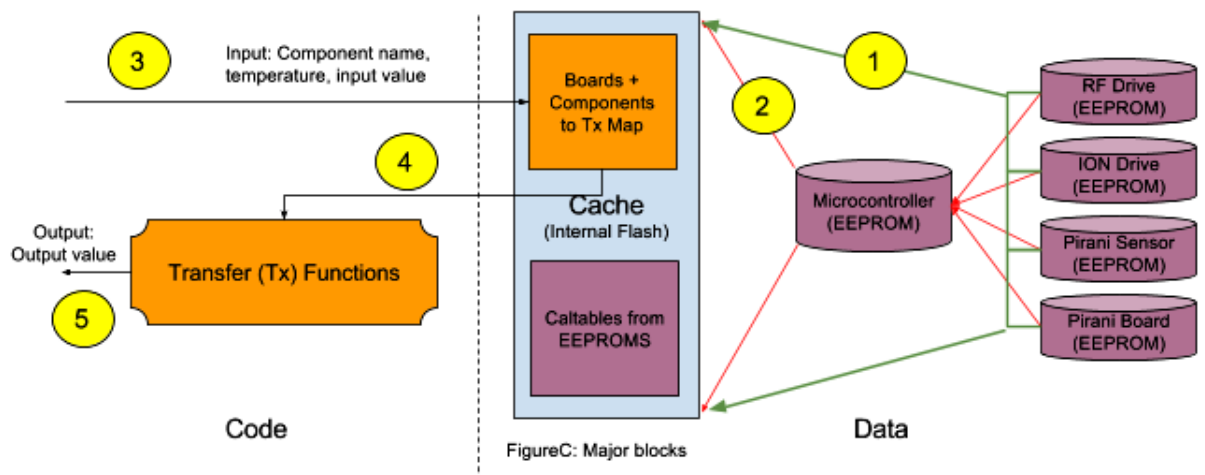 3
Input: Component name,
temperature, input value
Boards +
Components
to Tx Map
1
2
RF Drive
(EEPROM)
ION Drive
(EEPROM)
4
Microcontroller
(EEPROM)
Cache
(Internal Flash)
Pirani Sensor
(EEPROM)
Output:
Output value
Transfer (Tx) Functions
5
Caltables from
EEPROMS
Pirani Board
(EEPROM)
Code
Data
FigureC: Major blocks